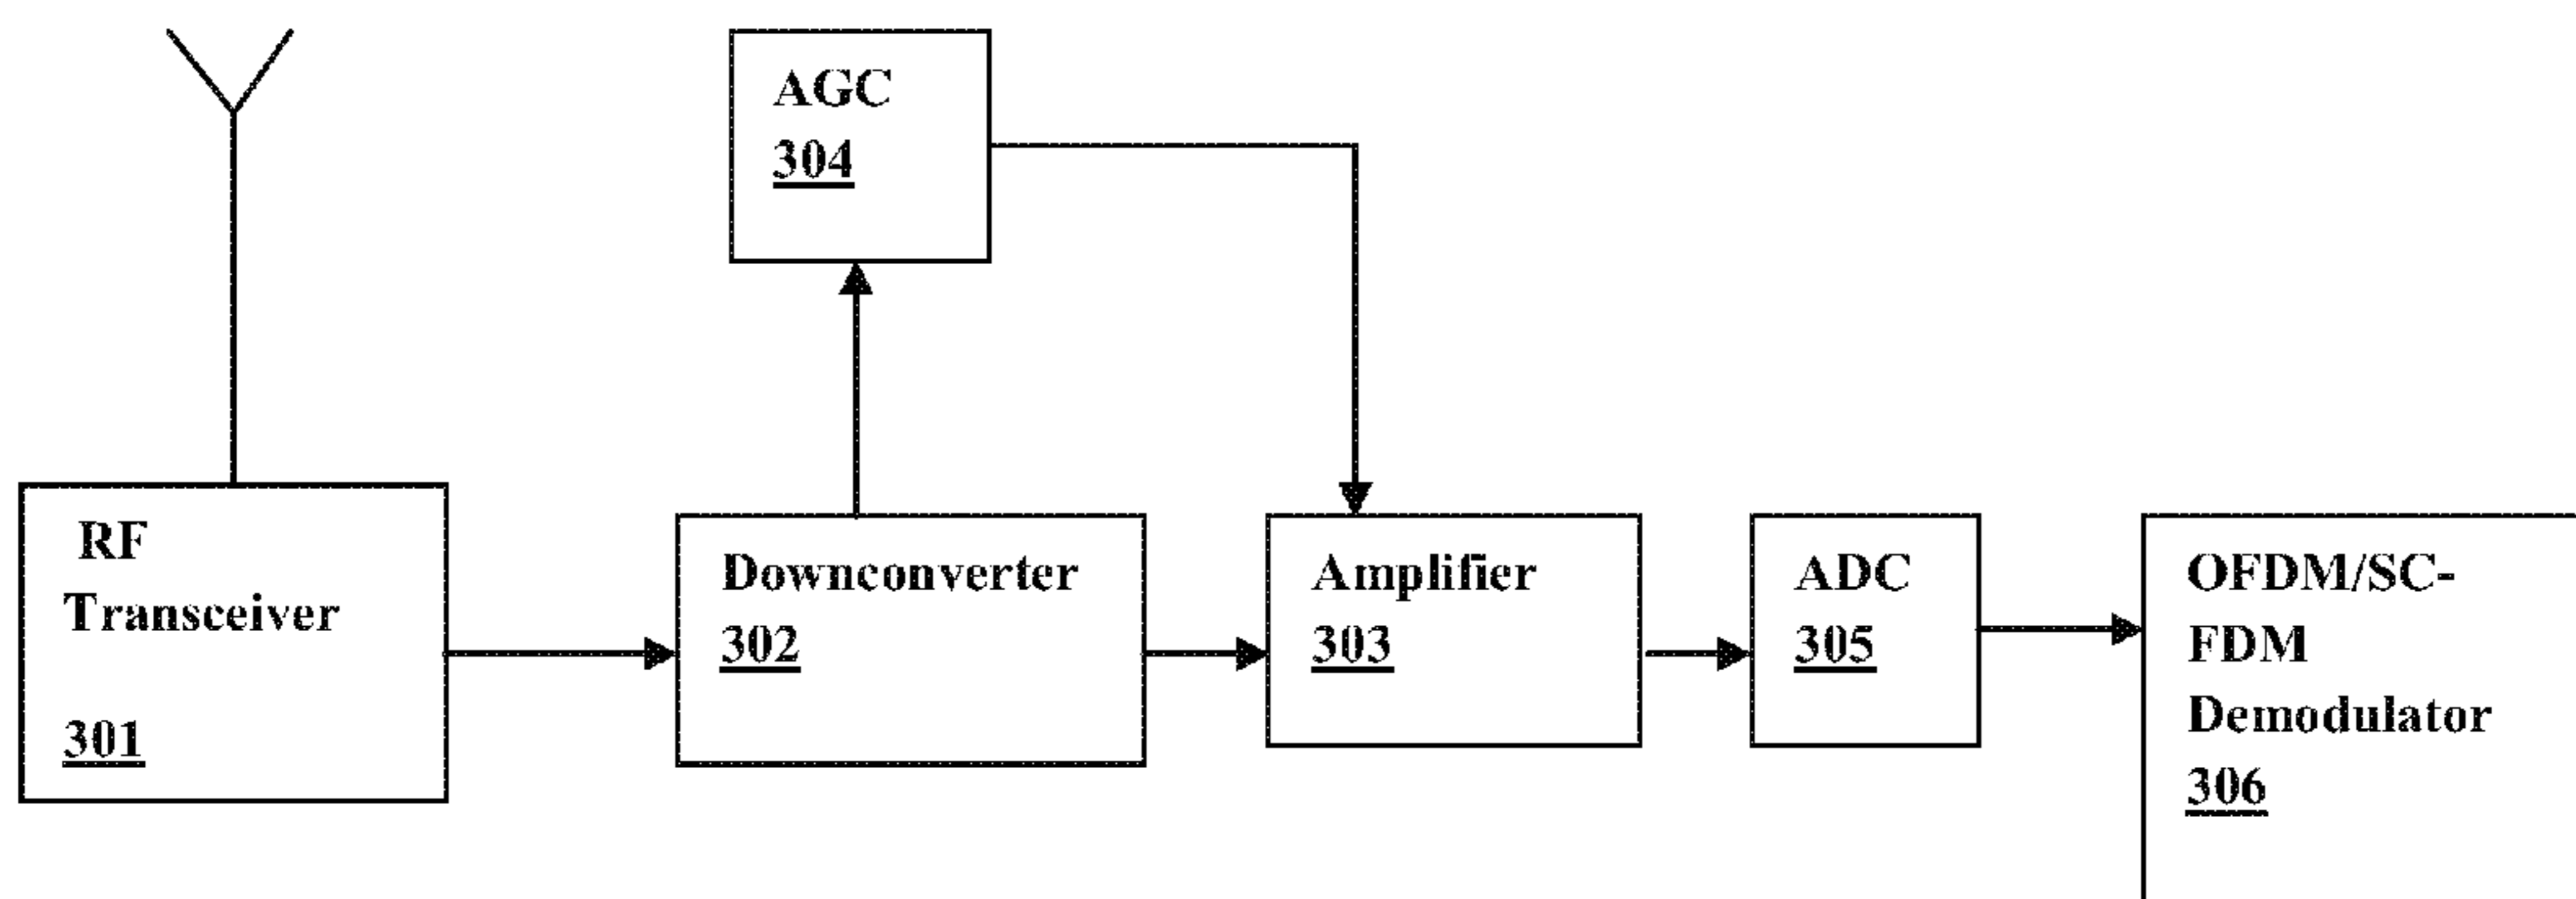 AGC
304
RF
Transceiver
301
Downconverter
302
Amplifier
303
ADC
305
OFDM/SC-
FDM
Demodulator
306